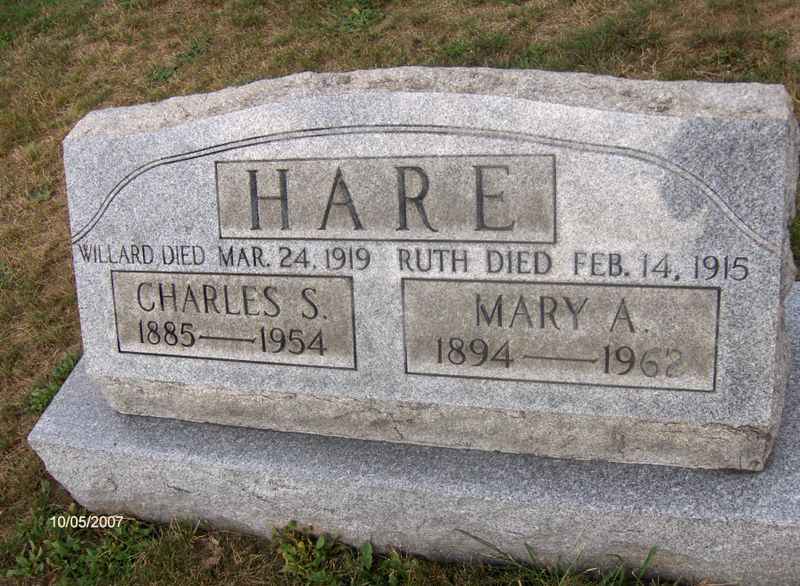 HARE
WILLARD DIED MAR. 24, 1919 RUTH DIED FEB. 14, 1915
CHARLES S.
1885—1954
MARY A.
1894—1962
10/05/2007